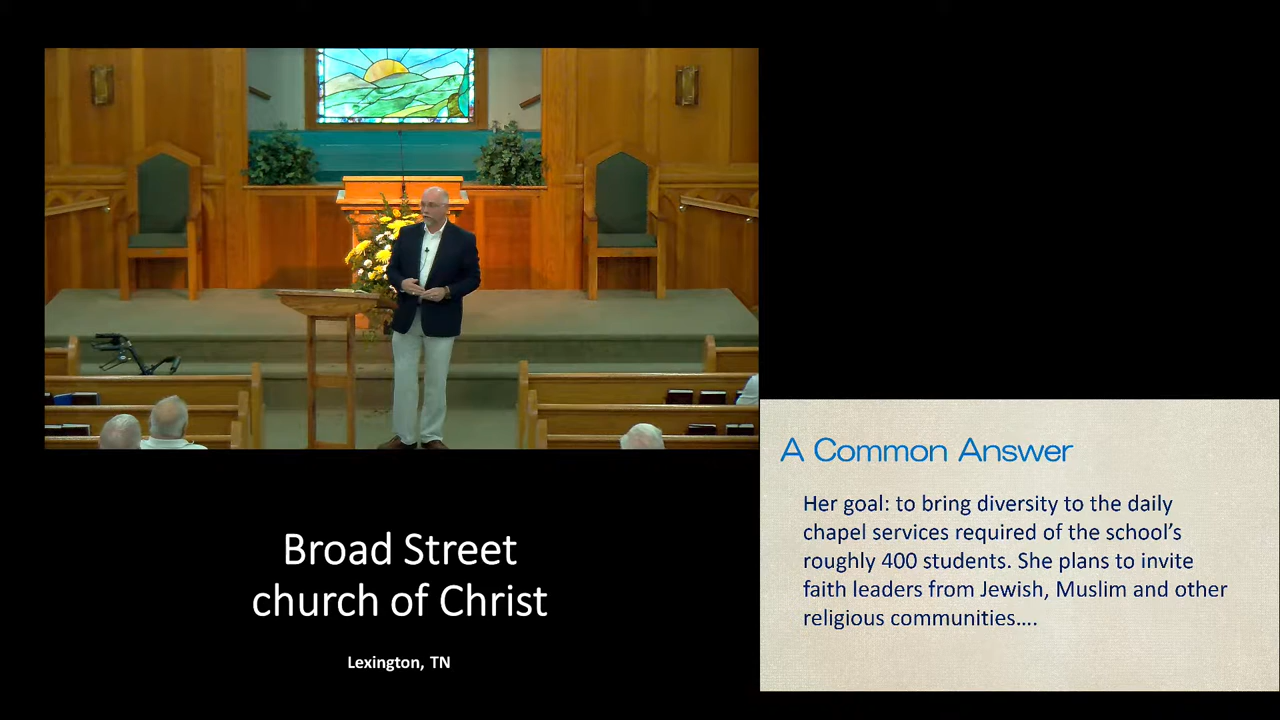 Broad Street
church of Christ
Lexington, TN
A Common Answer
Her goal: to bring diversity to the daily
chapel services required of the school’s
roughly 400 students. She plans to invite
faith leaders from Jewish, Muslim and other
religious communities….